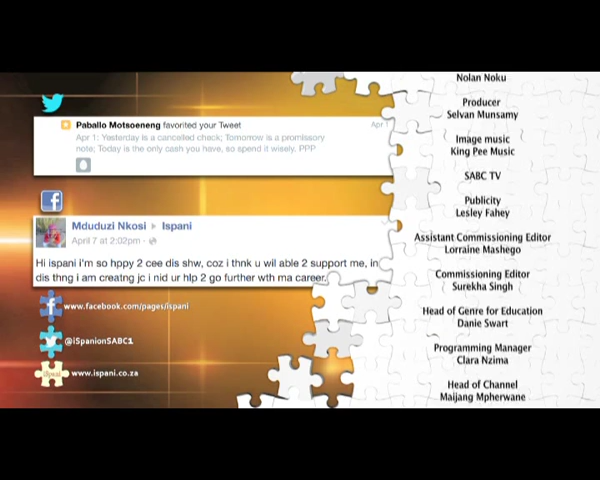 Paballo Motsoeneng favorited your Tweet
Apr
Apr 1: Yesterday is a cancelled check; Tomorrow is a promissory
note; Today is the only cash you have, so spend it wisely. PPP
Mduduzi Nkosi ▸ Ispani
April 7 at 2:02pm ·
Hi ispani i'm so hppy 2 cee dis shw, coz i thnk u wil able 2 support me, in
dis thng i am creatng jc i nid ur hlp 2 go further wth ma career.
www.facebook.com/pages/ispani
@iSpanionSABC1
ispani
www.ispani.co.za
Nolan Noku
Producer
Selvan Munsamy
Image music
King Pee Music
SABC TV
Publicity
Lesley Fahey
Assistant Commissioning Editor
Lorraine Mashego
Commissioning Editor
Surekha Singh
Head of Genre for Education
Danie Swart
Programming Manager
Clara Nzima
Head of Channel
Maijang Mpherwane